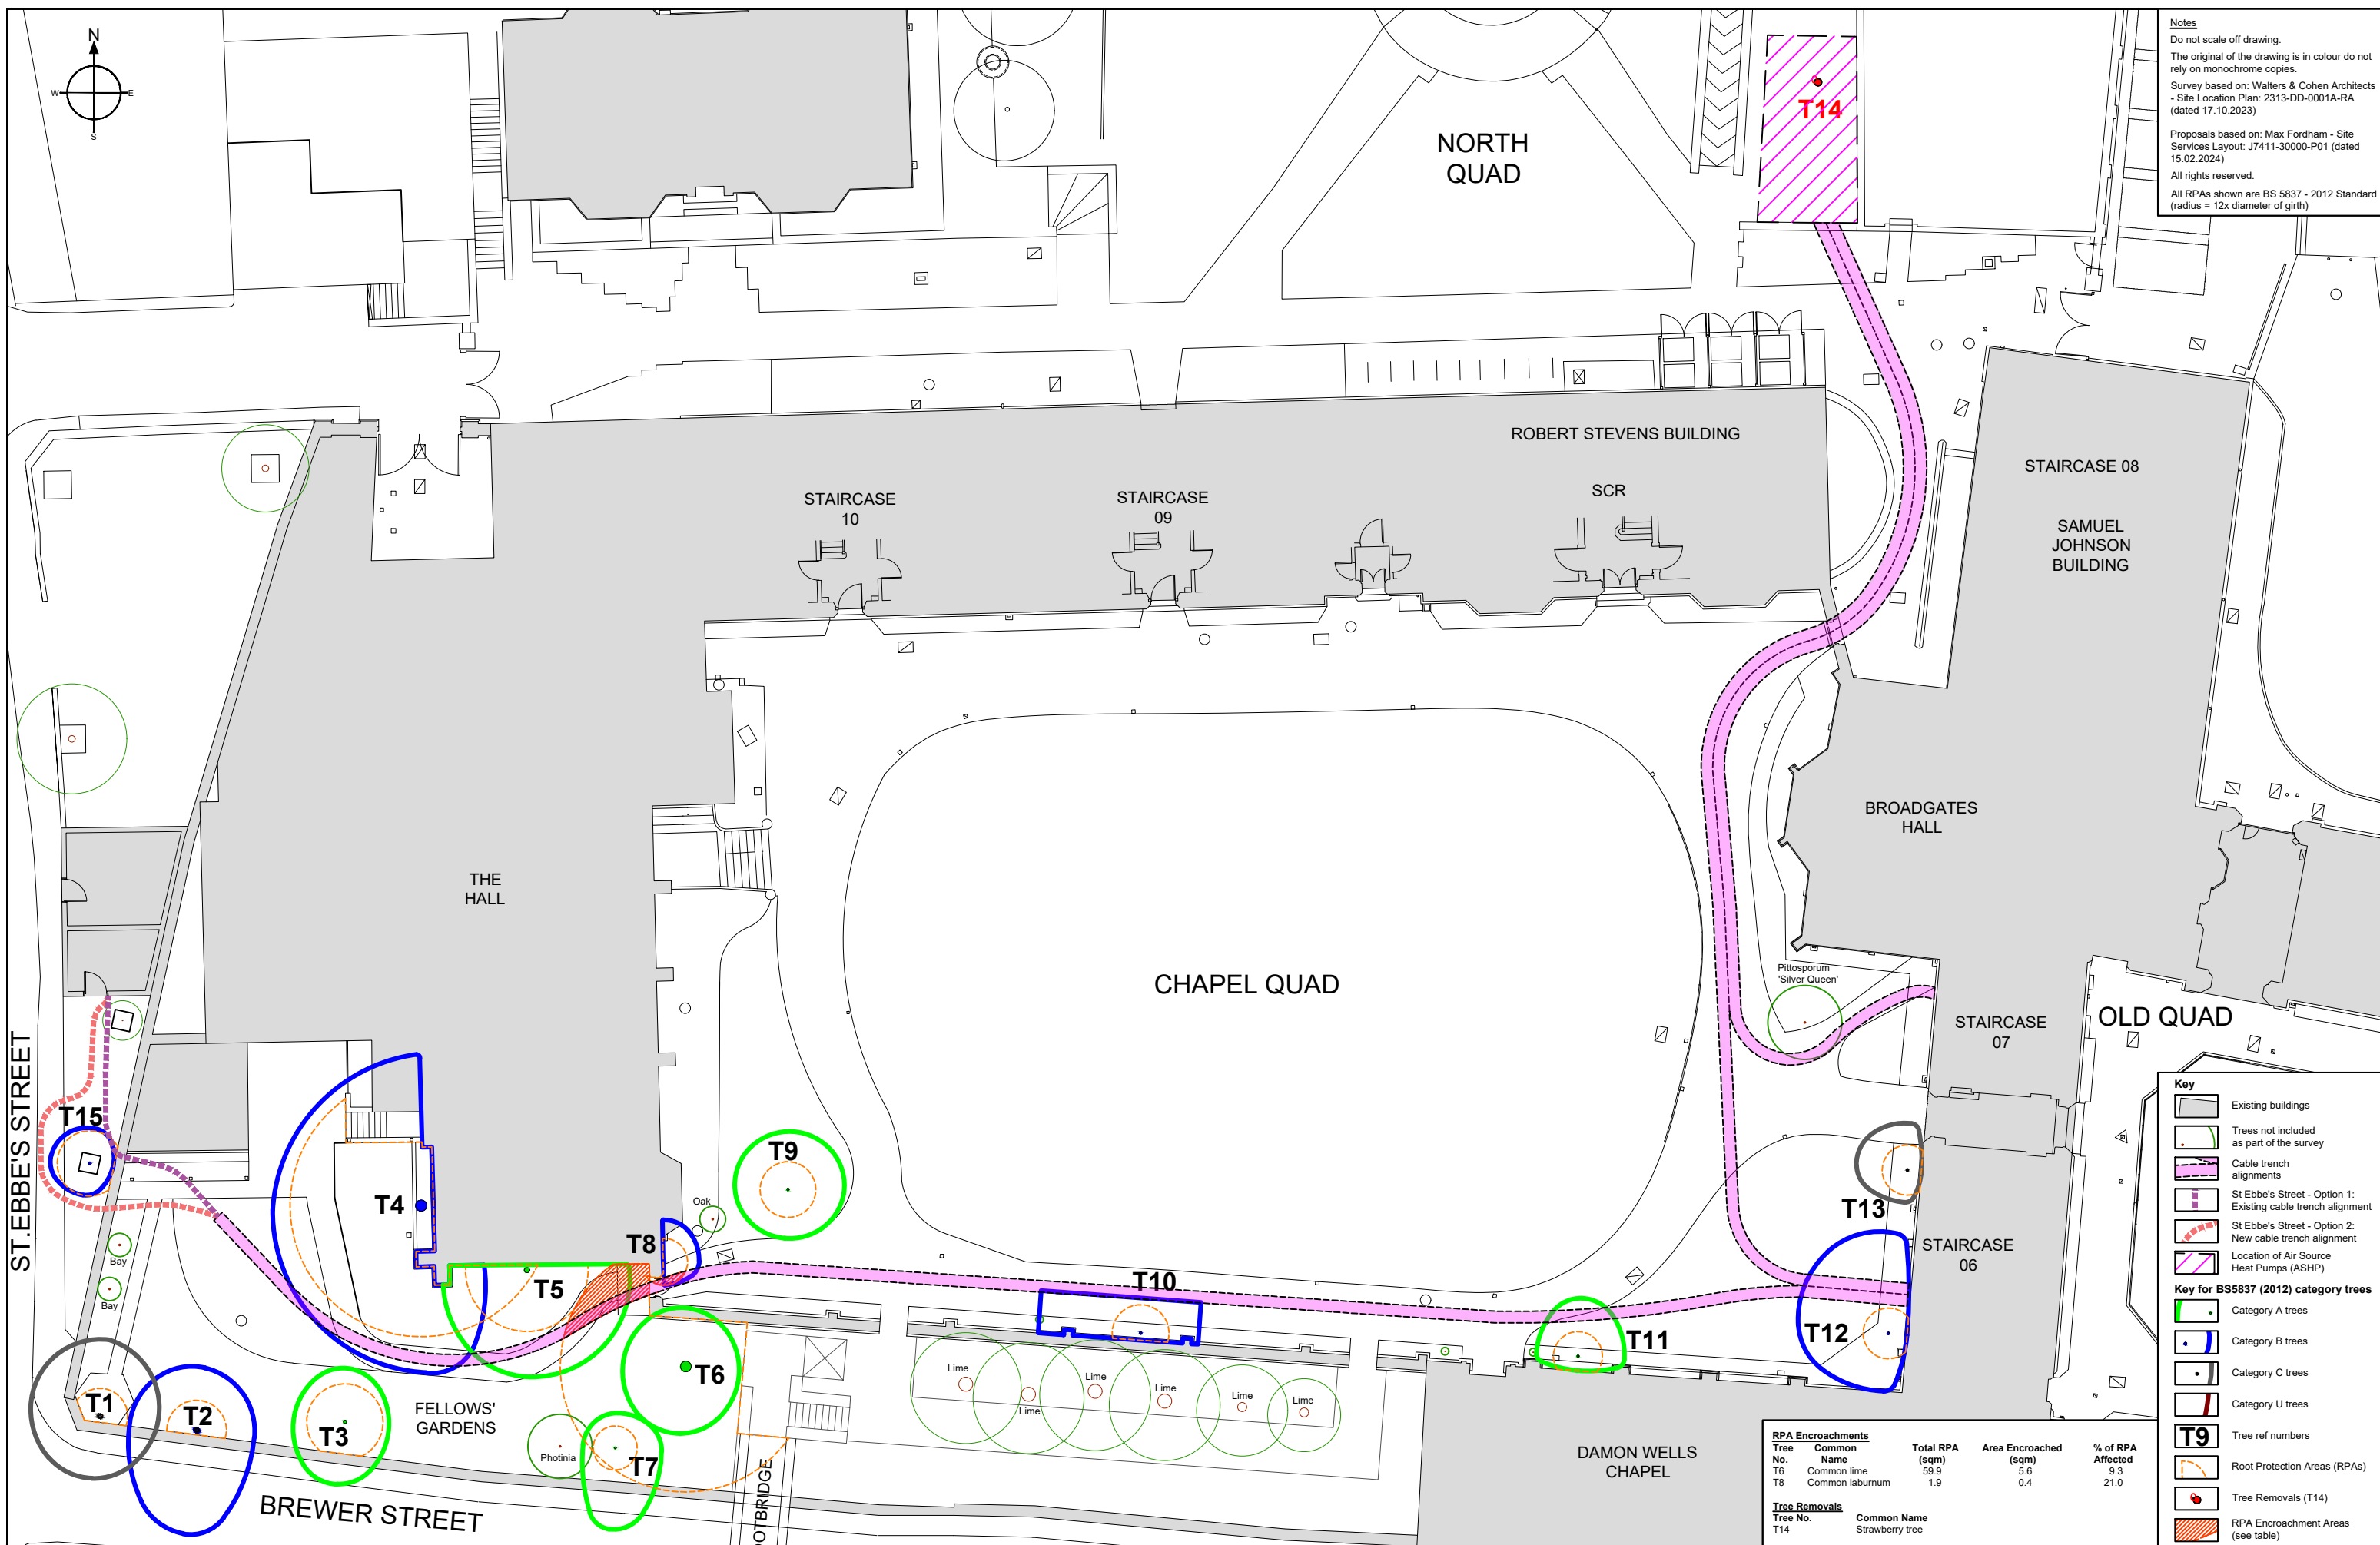 N
W
E
S
NORTH
QUAD
T14
Notes
Do not scale off drawing.
The original of the drawing is in colour do not
rely on monochrome copies.
Survey based on: Walters & Cohen Architects
- Site Location Plan: 2313-DD-0001A-RA
(dated 17.10.2023)
Proposals based on: Max Fordham - Site
Services Layout: J7411-30000-P01 (dated
15.02.2024)
All rights reserved.
All RPAs shown are BS 5837 - 2012 Standard
(radius = 12x diameter of girth)
ROBERT STEVENS BUILDING
STAIRCASE
10
STAIRCASE
09
SCR
STAIRCASE 08
SAMUEL
JOHNSON
BUILDING
THE
HALL
BROADGATES
HALL
CHAPEL QUAD
Pittosporum
'Silver Queen'
STAIRCASE
07
OLD QUAD
ST.EBBE'S STREET
T15
T4
T9
Oak
T8
T5
T10
T13
STAIRCASE
06
Bay
Bay
T6
T11
T12
T1
T2
T3
FELLOWS'
GARDENS
Photinia
T7
Lime
Lime
Lime
Lime
Lime
Lime
BREWER STREET
OTBRIDGE
DAMON WELLS
CHAPEL
RPA Encroachments
Tree No. Common Name Total RPA (sqm) Area Encroached (sqm) % of RPA Affected
T6 Common lime 59.9 5.6 9.3
T8 Common laburnum 1.9 0.4 21.0
Tree Removals
Tree No. Common Name
T14 Strawberry tree
Key
Existing buildings
Trees not included
as part of the survey
Cable trench
alignments
St Ebbe's Street - Option 1:
Existing cable trench alignment
St Ebbe's Street - Option 2:
New cable trench alignment
Location of Air Source
Heat Pumps (ASHP)
Key for BS5837 (2012) category trees
Category A trees
Category B trees
Category C trees
Category U trees
T9 Tree ref numbers
Root Protection Areas (RPAs)
Tree Removals (T14)
RPA Encroachment Areas
(see table)